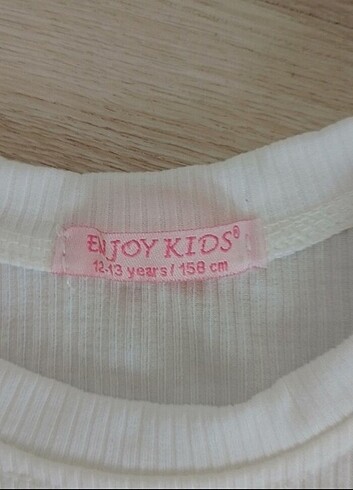 ENJOY KIDS®
12-13 years / 158 cm